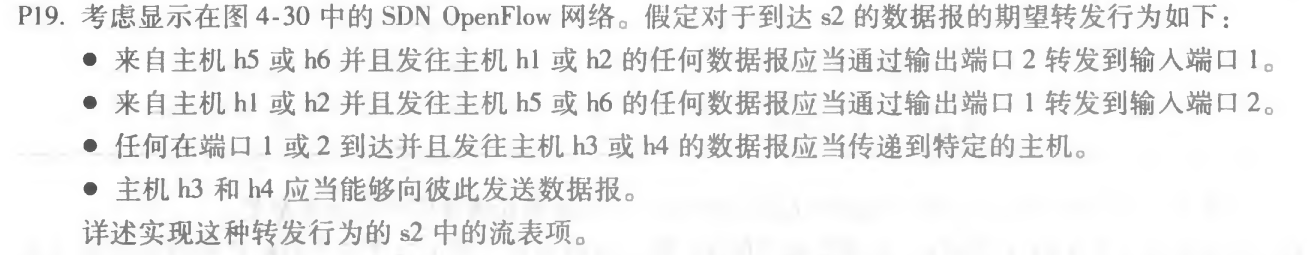 P19. 考虑显示在图 4-30 中的 SDN OpenFlow 网络。假定对于到达 s2 的数据报的期望转发行为如下：
● 来自主机 h5 或 h6 并且发往主机 h1 或 h2 的任何数据报应当通过输出端口 2 转发到输入端口 1。
● 来自主机 h1 或 h2 并且发往主机 h5 或 h6 的任何数据报应当通过输出端口 1 转发到输入端口 2。
● 任何在端口 1 或 2 到达并且发往主机 h3 或 h4 的数据报应当传递到特定的主机。
● 主机 h3 和 h4 应当能够向彼此发送数据报。
详述实现这种转发行为的 s2 中的流表项。